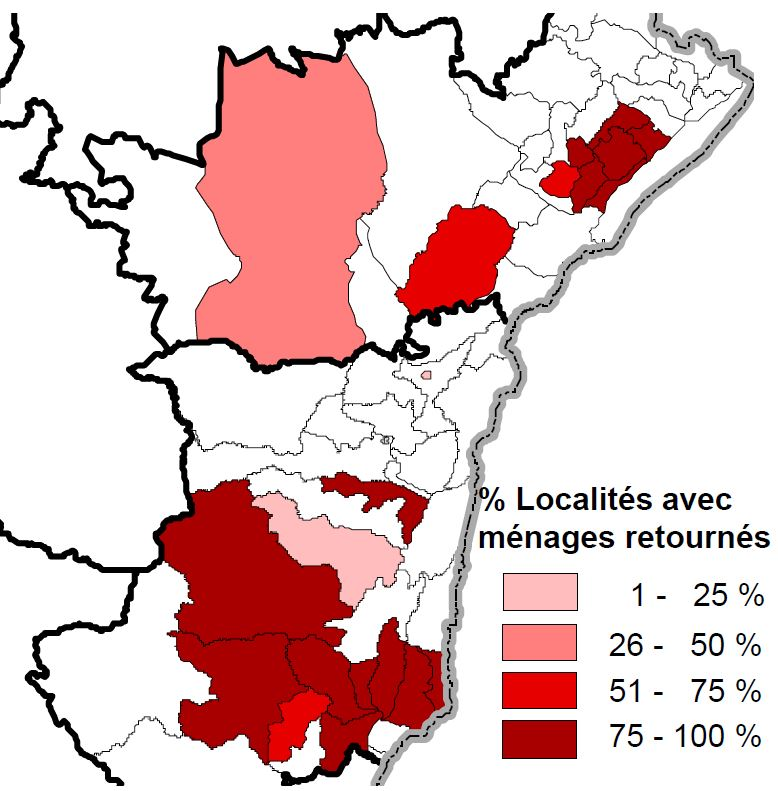 % Localités avec
ménages retournés
1 - 25 %
26 - 50 %
51 - 75 %
75 - 100 %